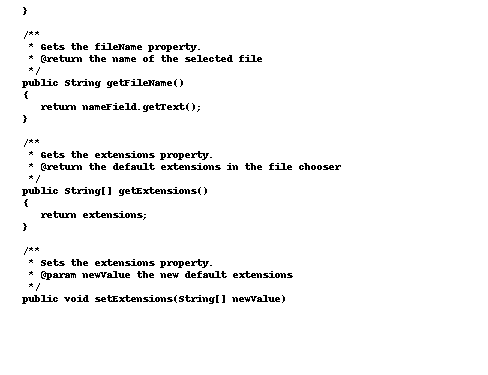 }

/**
 * Gets the fileName property.
 * @return the name of the selected file
 */
public String getFileName()
{
   return nameField.getText();
}

/**
 * Gets the extensions property.
 * @return the default extensions in the file chooser
 */
public String[] getExtensions()
{
   return extensions;
}

/**
 * Sets the extensions property.
 * @param newValue the new default extensions
 */
public void setExtensions(String[] newValue)